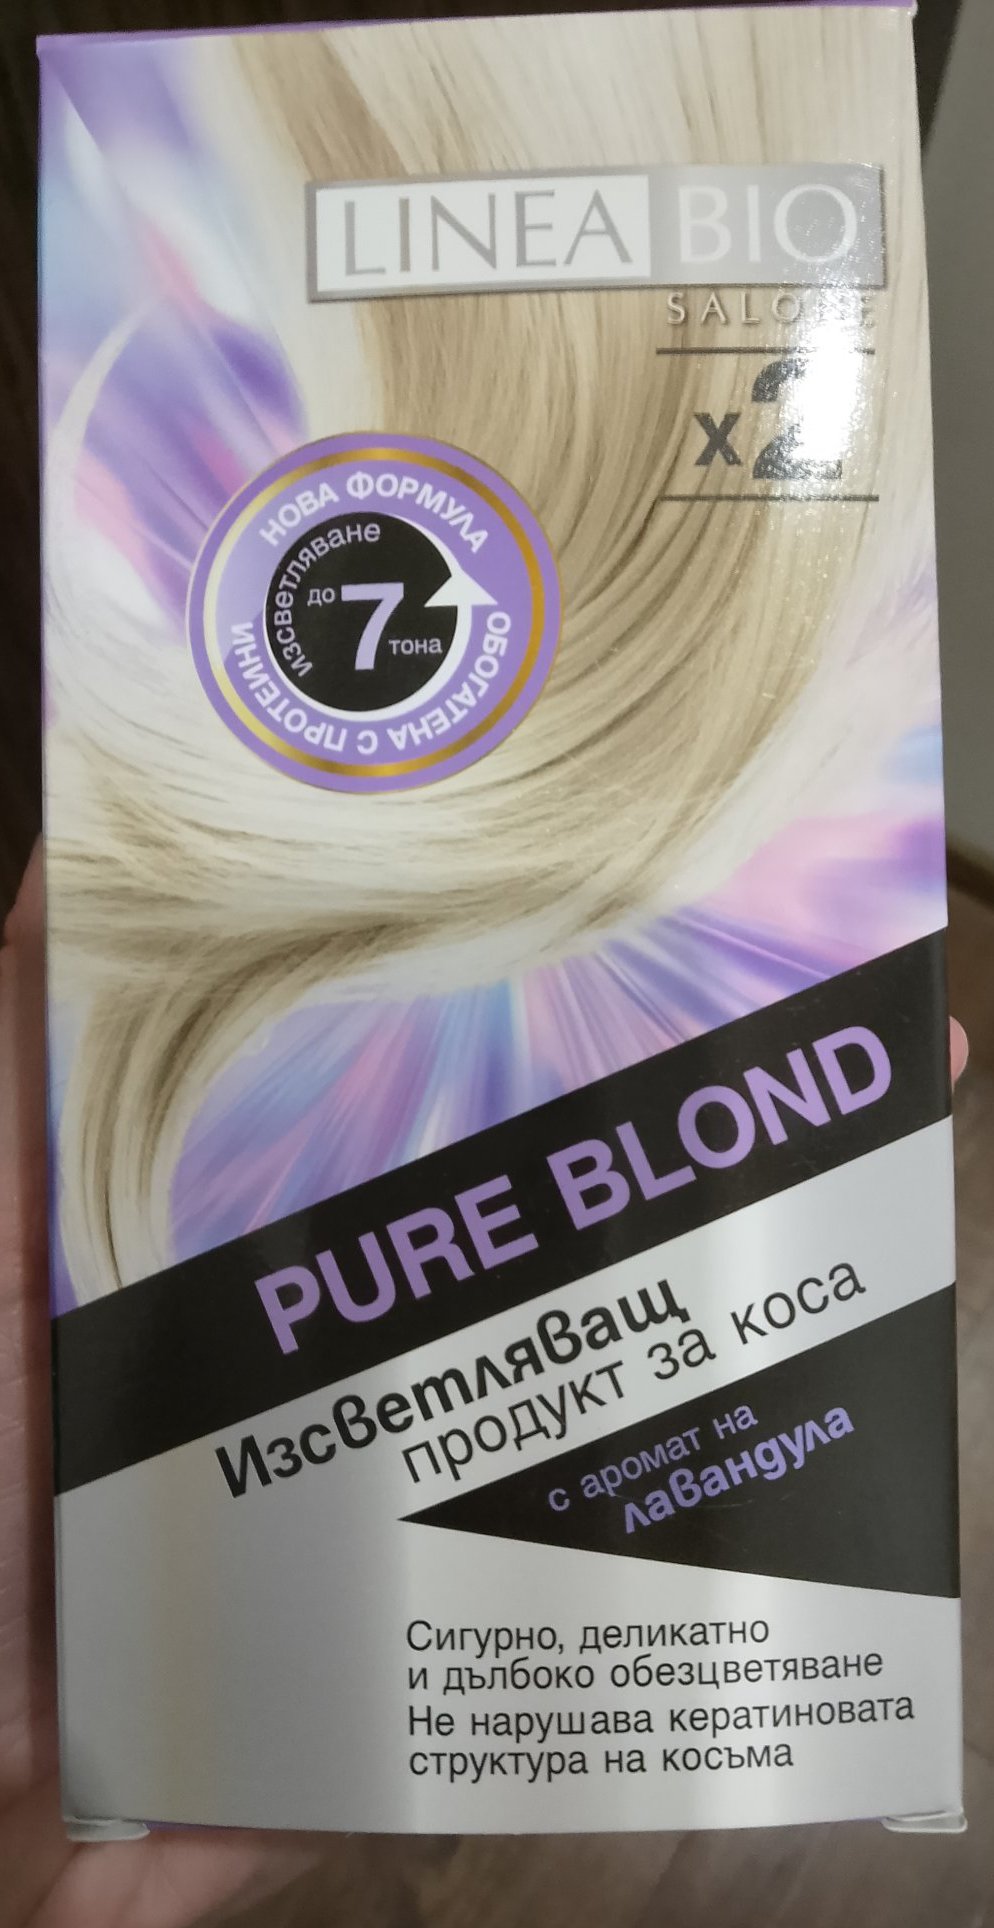 LINEA BIO
SALONE
x2
НОВА ФОРМУЛА
ОБОГАТЕНА С ПРОТЕИНИ
изсветляване
до 7 тона
PURE BLOND
Изсветляващ
продукт за коса
с аромат на
лавандула
Сигурно, деликатно
и дълбоко обезцветяване
Не нарушава кератиновата
структура на косъма